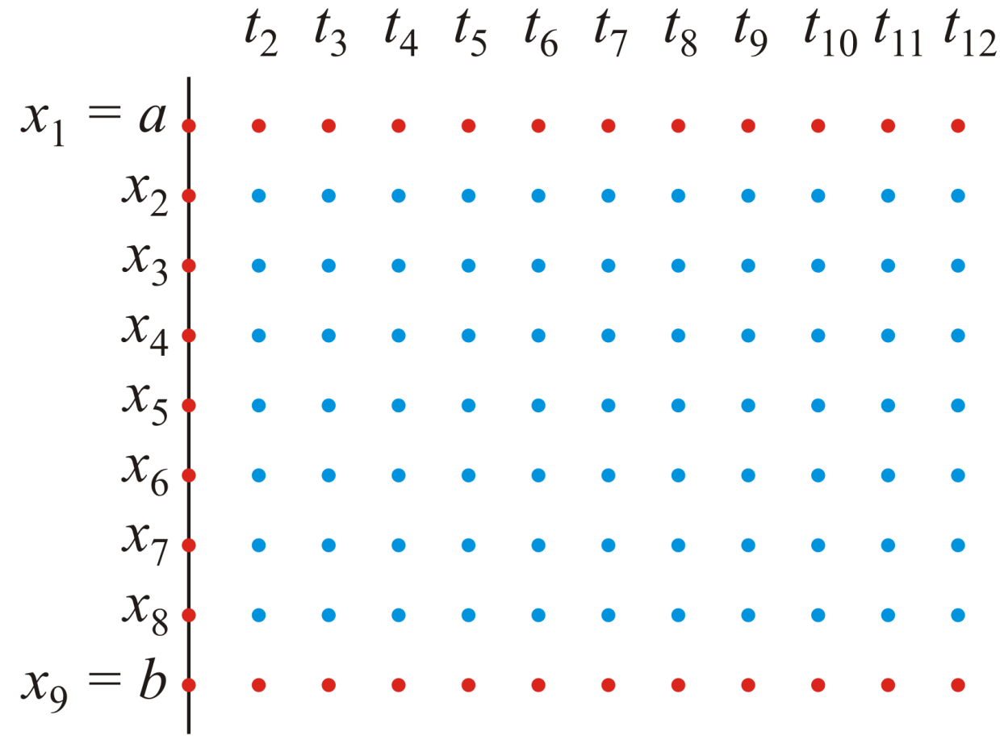 t₂ t₃ t₄ t₅ t₆ t₇ t₈ t₉ t₁₀ t₁₁ t₁₂
x₁ = a
x₂
x₃
x₄
x₅
x₆
x₇
x₈
x₉ = b